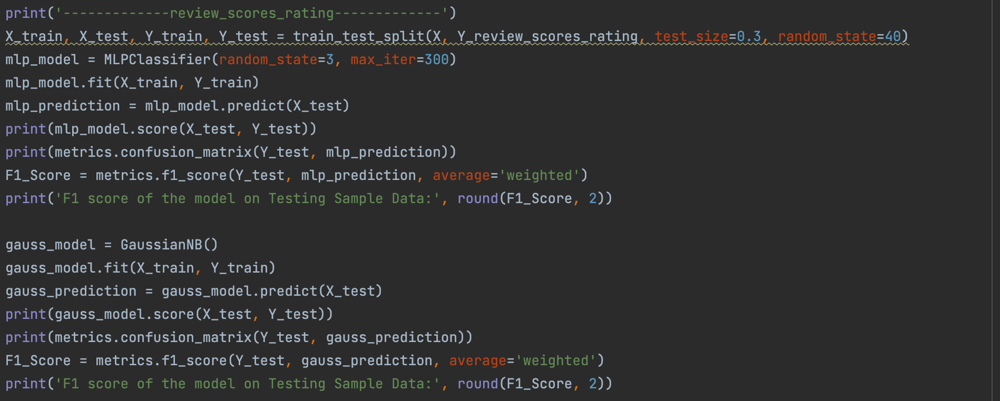 print('-------------review_scores_rating-------------')
X_train, X_test, Y_train, Y_test = train_test_split(X, Y_review_scores_rating, test_size=0.3, random_state=40)
mlp_model = MLPClassifier(random_state=3, max_iter=300)
mlp_model.fit(X_train, Y_train)
mlp_prediction = mlp_model.predict(X_test)
print(mlp_model.score(X_test, Y_test))
print(metrics.confusion_matrix(Y_test, mlp_prediction))
F1_Score = metrics.f1_score(Y_test, mlp_prediction, average='weighted')
print('F1 score of the model on Testing Sample Data:', round(F1_Score, 2))
gauss_model = GaussianNB()
gauss_model.fit(X_train, Y_train)
gauss_prediction = gauss_model.predict(X_test)
print(gauss_model.score(X_test, Y_test))
print(metrics.confusion_matrix(Y_test, gauss_prediction))
F1_Score = metrics.f1_score(Y_test, gauss_prediction, average='weighted')
print('F1 score of the model on Testing Sample Data:', round(F1_Score, 2))